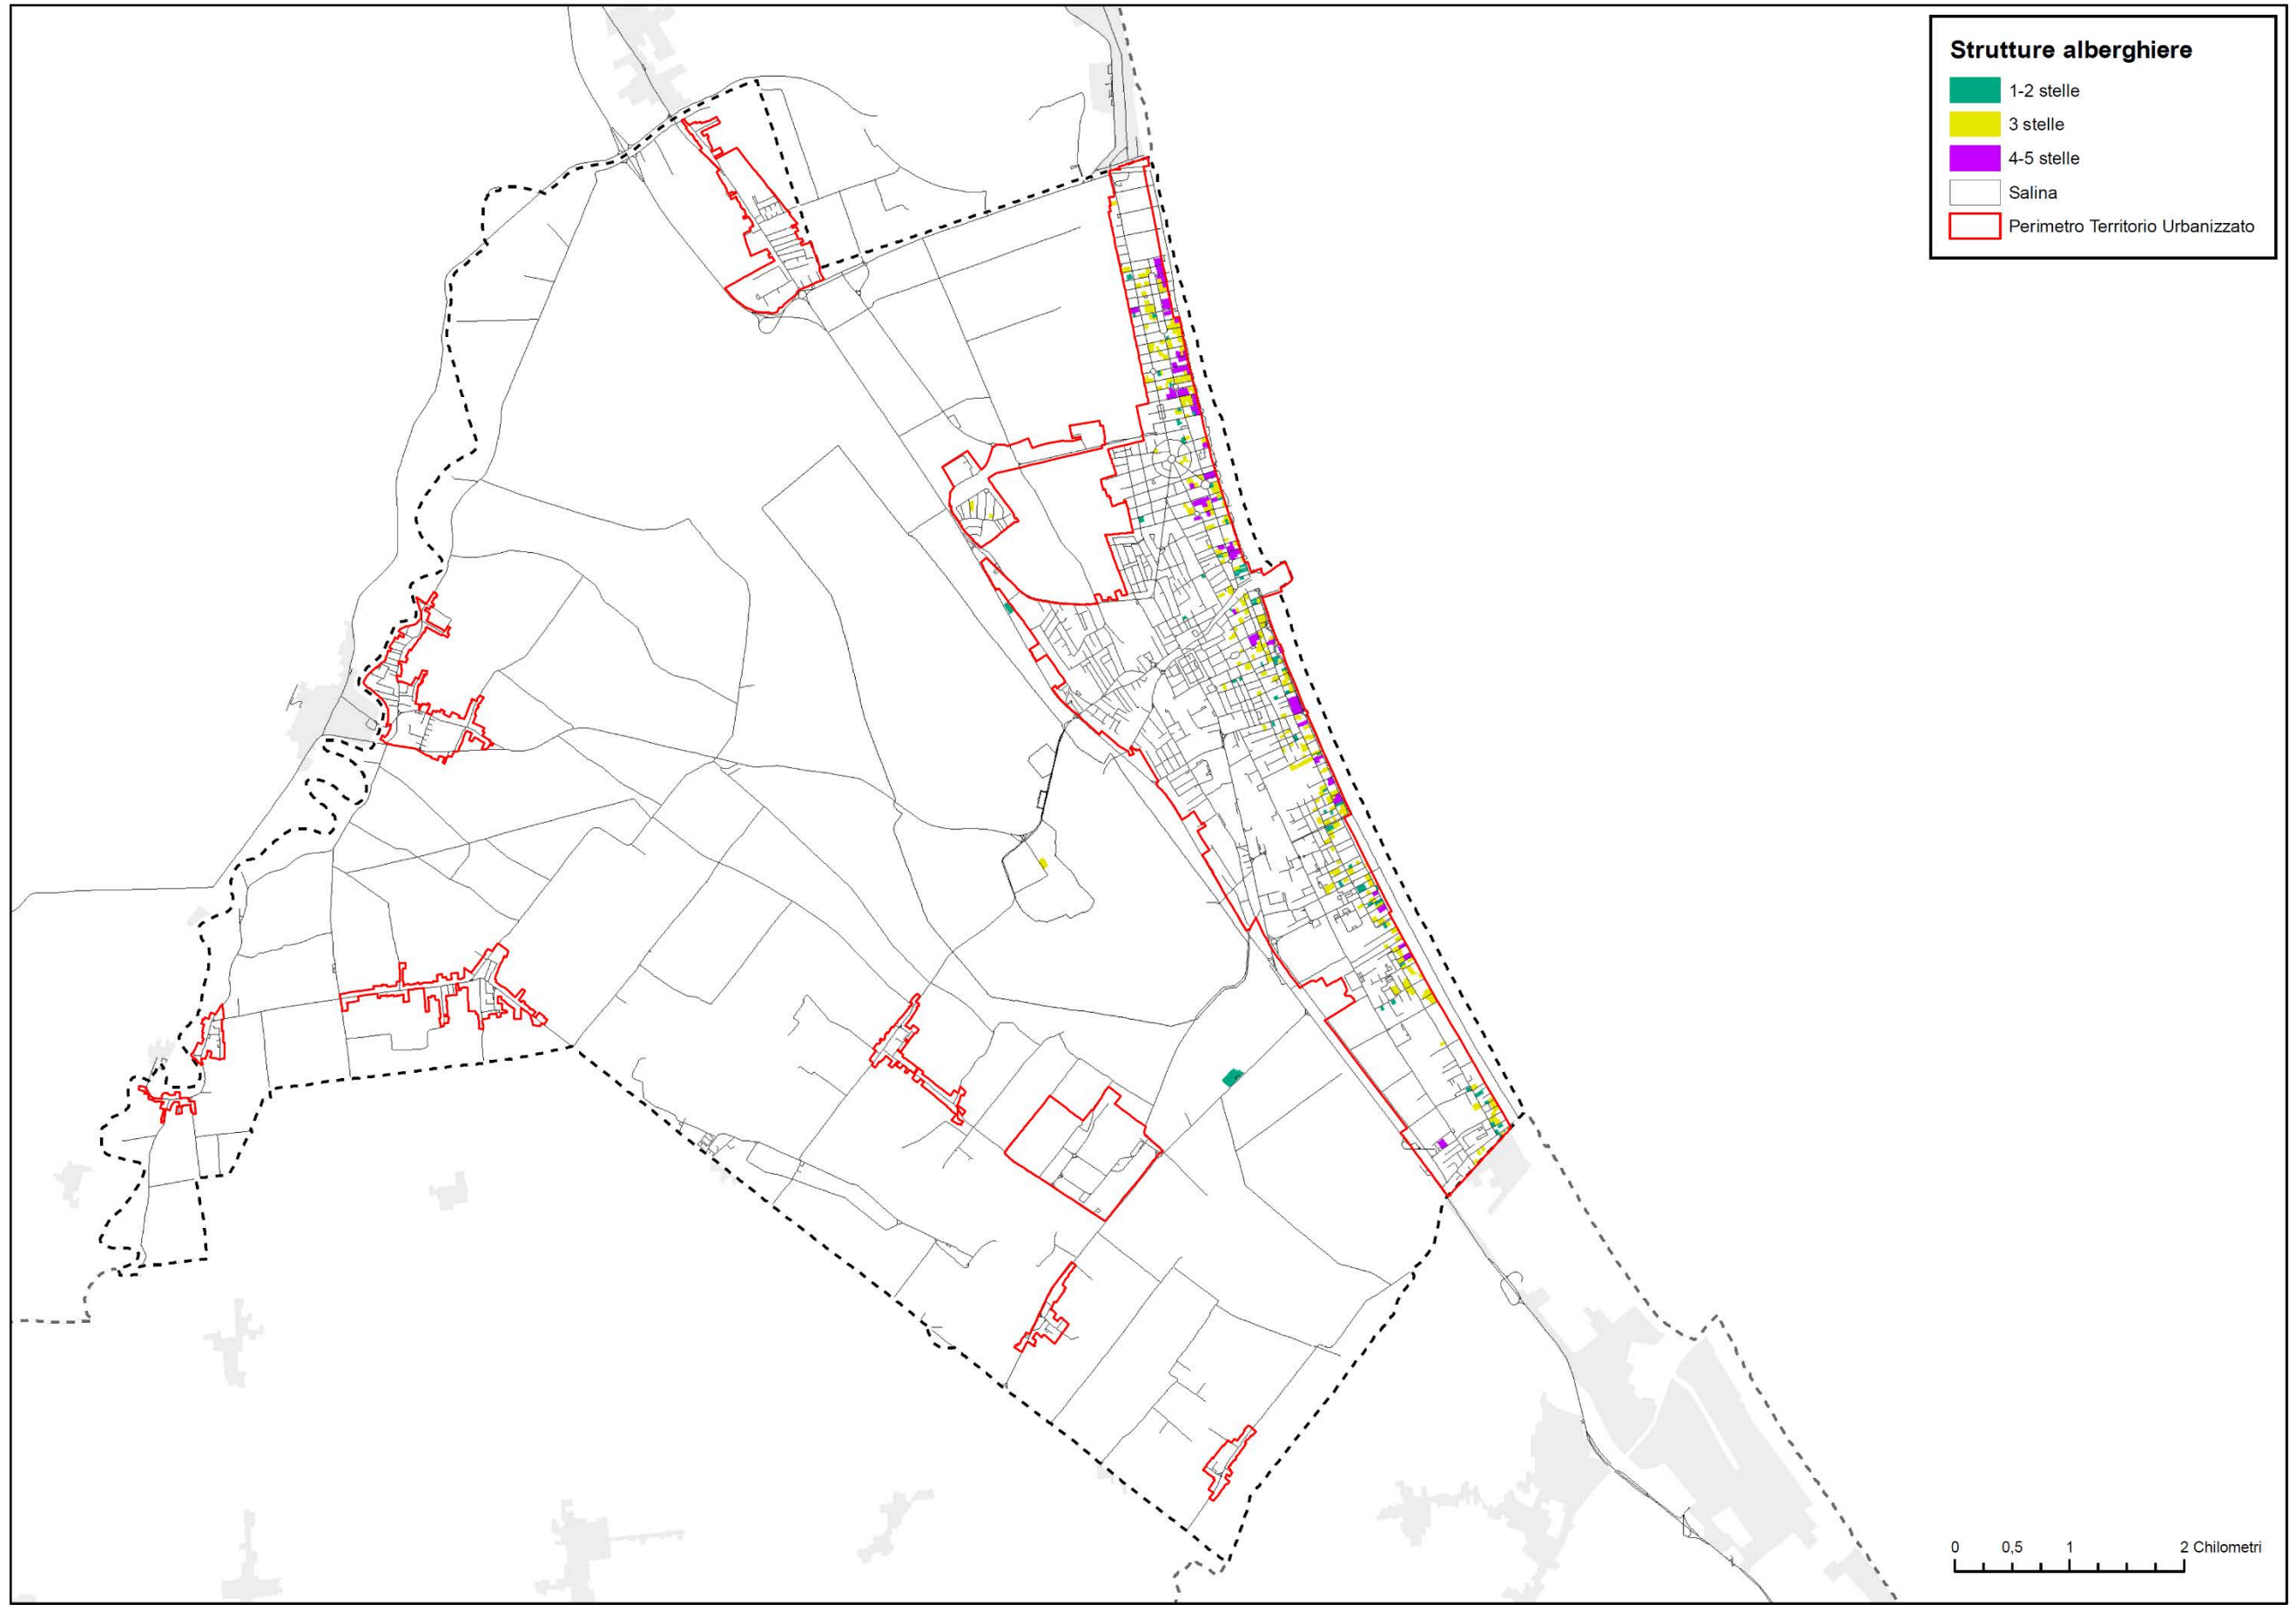 Strutture alberghiere
1-2 stelle
3 stelle
4-5 stelle
Salina
Perimetro Territorio Urbanizzato
0 0,5 1 2 Chilometri